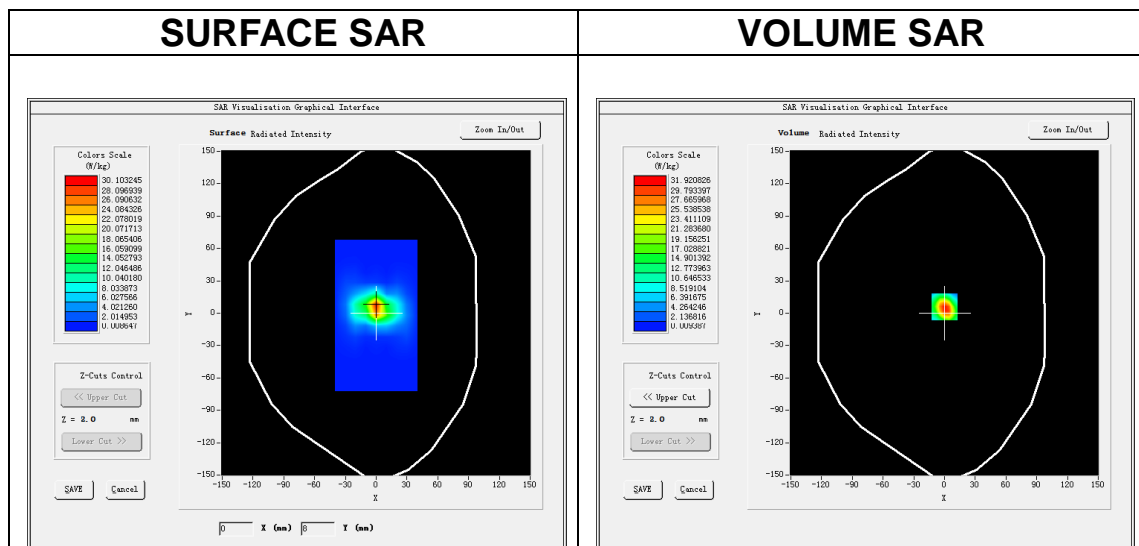 SURFACE SAR
VOLUME SAR
SAR Visualisation Graphical Interface
Surface Radiated Intensity
Zoom In/Out
Colors Scale
(W/kg)
30.103245
28.096939
26.090632
24.084326
22.078019
20.071713
18.065406
16.059099
14.052793
12.046486
10.040180
8.033873
6.027566
4.021260
2.014953
0.008647
150
120
90
60
30
0
-30
-60
-90
-120
-150
Y
-150 -120 -90 -60 -30 0 30 60 90 120 150
X
Z-Cuts Control
<< Upper Cut
Z = 2.0 mm
Lower Cut >>
SAVE Cancel
0 X (mm) 8 Y (mm)
SAR Visualisation Graphical Interface
Volume Radiated Intensity
Zoom In/Out
Colors Scale
(W/kg)
31.920826
29.793397
27.665968
25.538538
23.411109
21.283680
19.156251
17.028821
14.901392
12.773963
10.646533
8.519104
6.391675
4.264246
2.136816
0.009387
150
120
90
60
30
0
-30
-60
-90
-120
-150
Y
-150 -120 -90 -60 -30 0 30 60 90 120 150
X
Z-Cuts Control
<< Upper Cut
Z = 2.0 mm
Lower Cut >>
SAVE Cancel